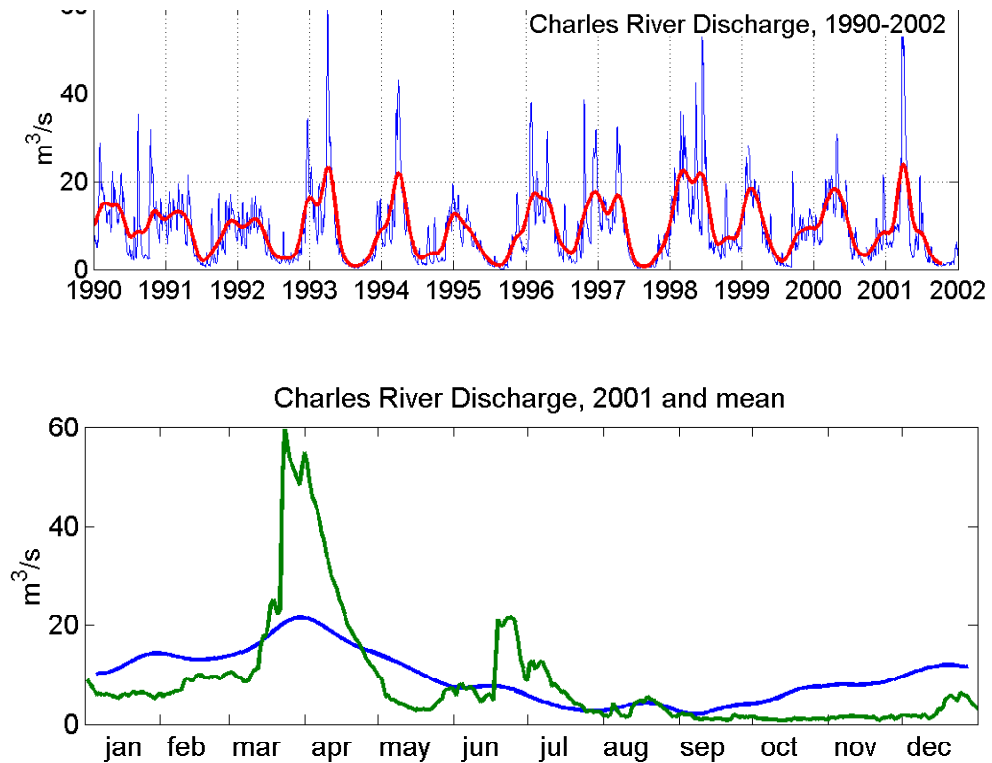 Charles River Discharge, 1990-2002
40
20
0
m³/s
1990 1991 1992 1993 1994 1995 1996 1997 1998 1999 2000 2001 2002
Charles River Discharge, 2001 and mean
60
40
20
0
m³/s
jan feb mar apr may jun jul aug sep oct nov dec